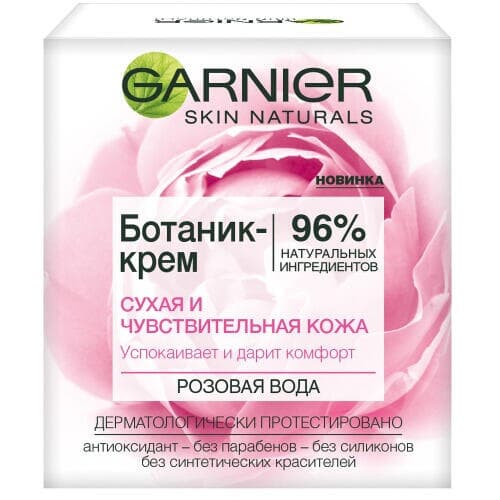 GARNIER
SKIN NATURALS
НОВИНКА
Ботаник-
крем
96%
НАТУРАЛЬНЫХ
ИНГРЕДИЕНТОВ
СУХАЯ И
ЧУВСТВИТЕЛЬНАЯ КОЖА
Успокаивает и дарит комфорт
РОЗОВАЯ ВОДА
ДЕРМАТОЛОГИЧЕСКИ ПРОТЕСТИРОВАНО
антиоксидант – без парабенов – без силиконов
без синтетических красителей